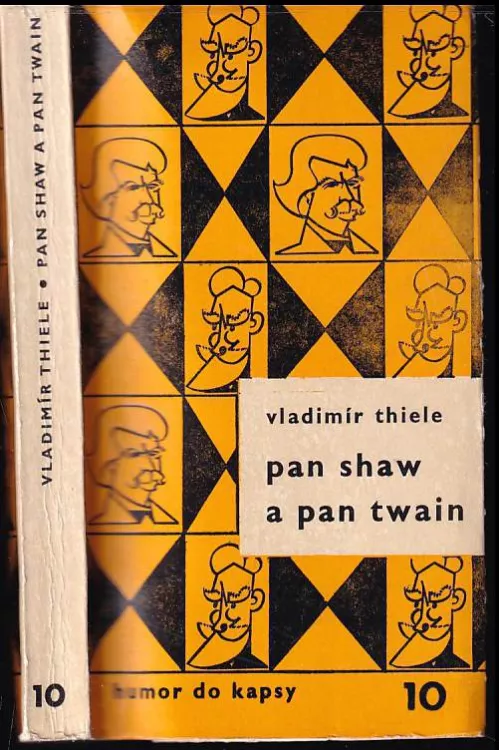 VLADIMÍR THIELE • PAN SHAW A PAN TWAIN
10
vladimír thiele
pan shaw
a pan twain
humor do kapsy
10